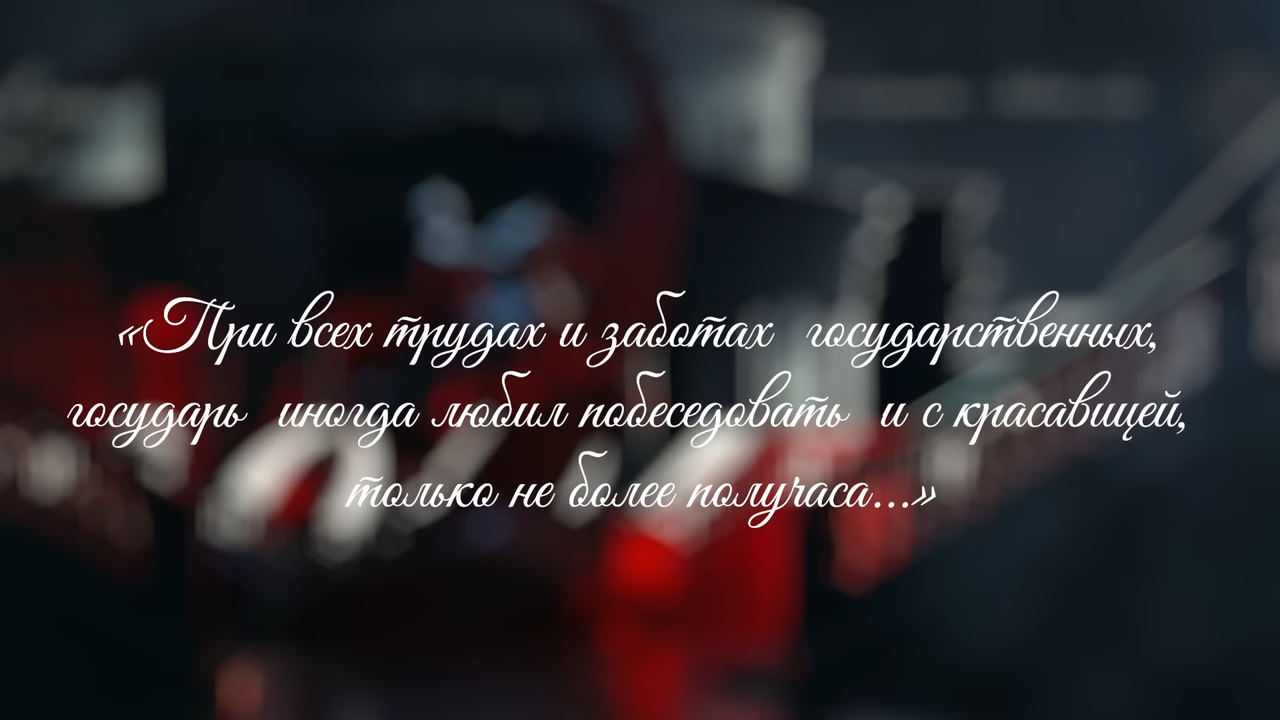 «При всех трудах и заботах государственных,
государь иногда любил побеседовать и с красавицей,
только не более получаса...»